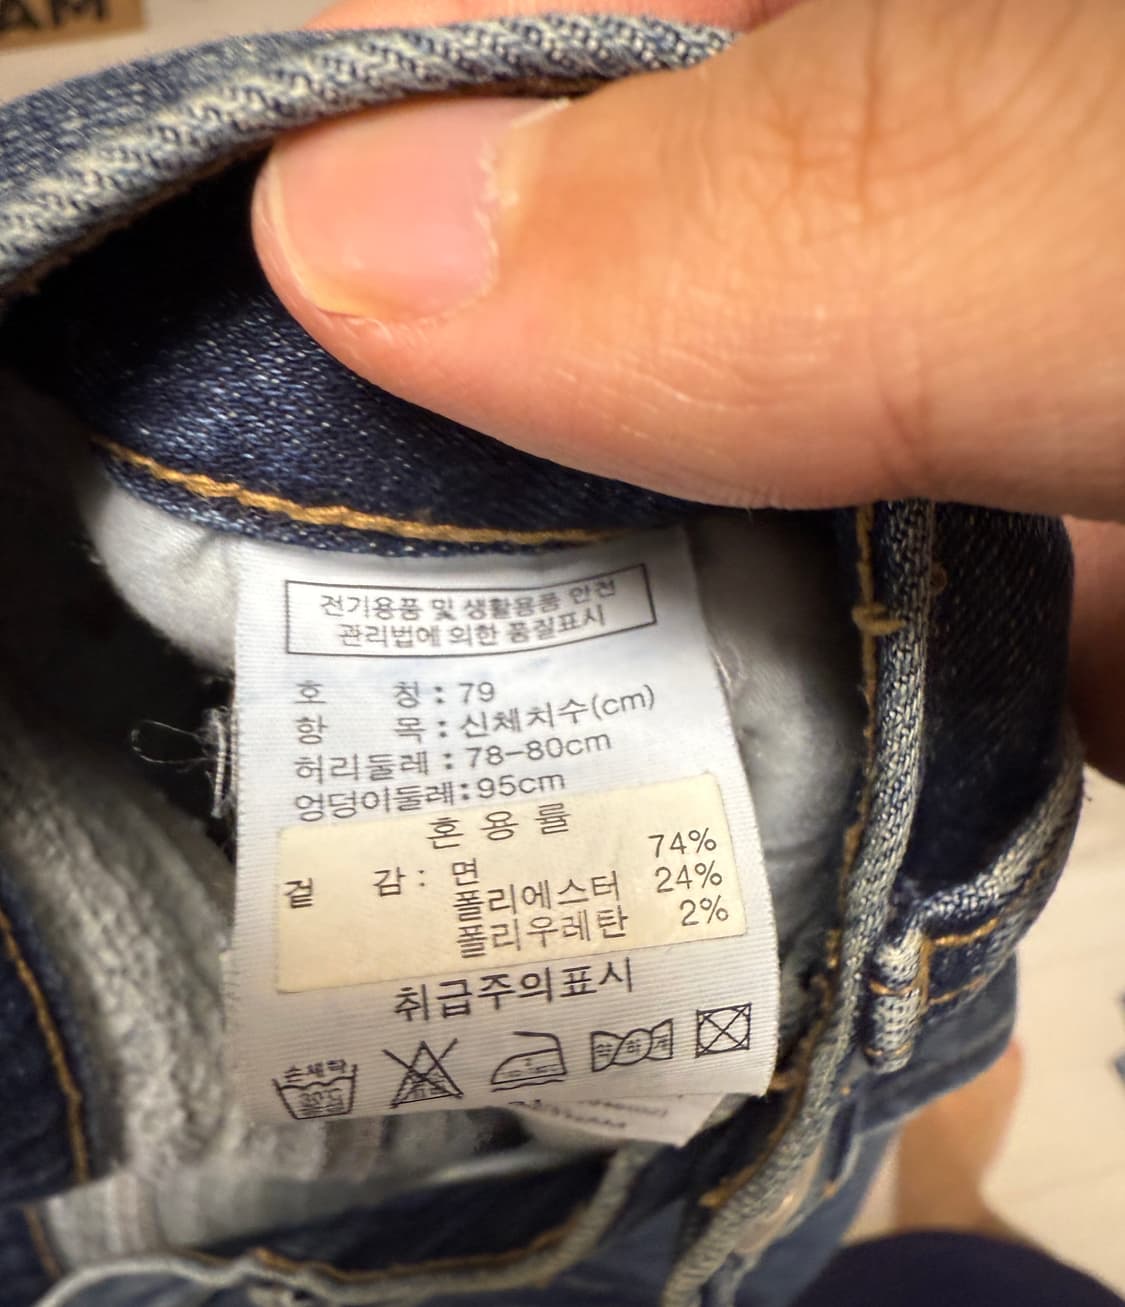 AM
전기용품 및 생활용품 안전
관리법에 의한 품질표시
호 칭 : 79
항 목 : 신체치수(cm)
허리둘레 : 78-80cm
엉덩이둘레:95cm
혼용률
74%
겉 감 : 면
폴리에스터 24%
폴리우레탄 2%
취급주의표시
손세탁